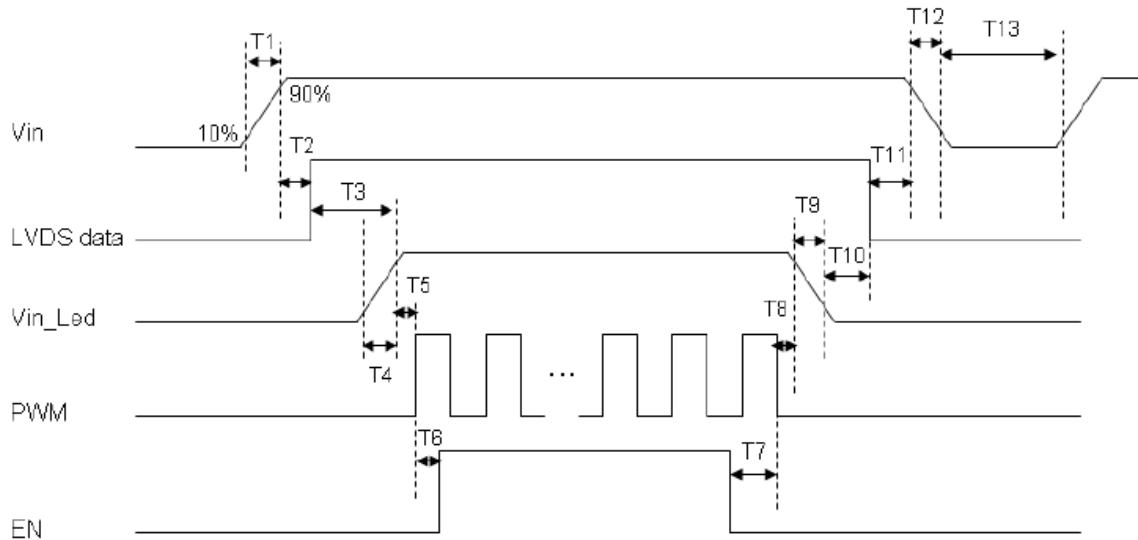 T1
T12
T13
90%
Vin
10%
T2
T11
T3
T9
LVDS data
T10
T5
Vin_Led
T8
T4
...
PWM
T6
T7
EN